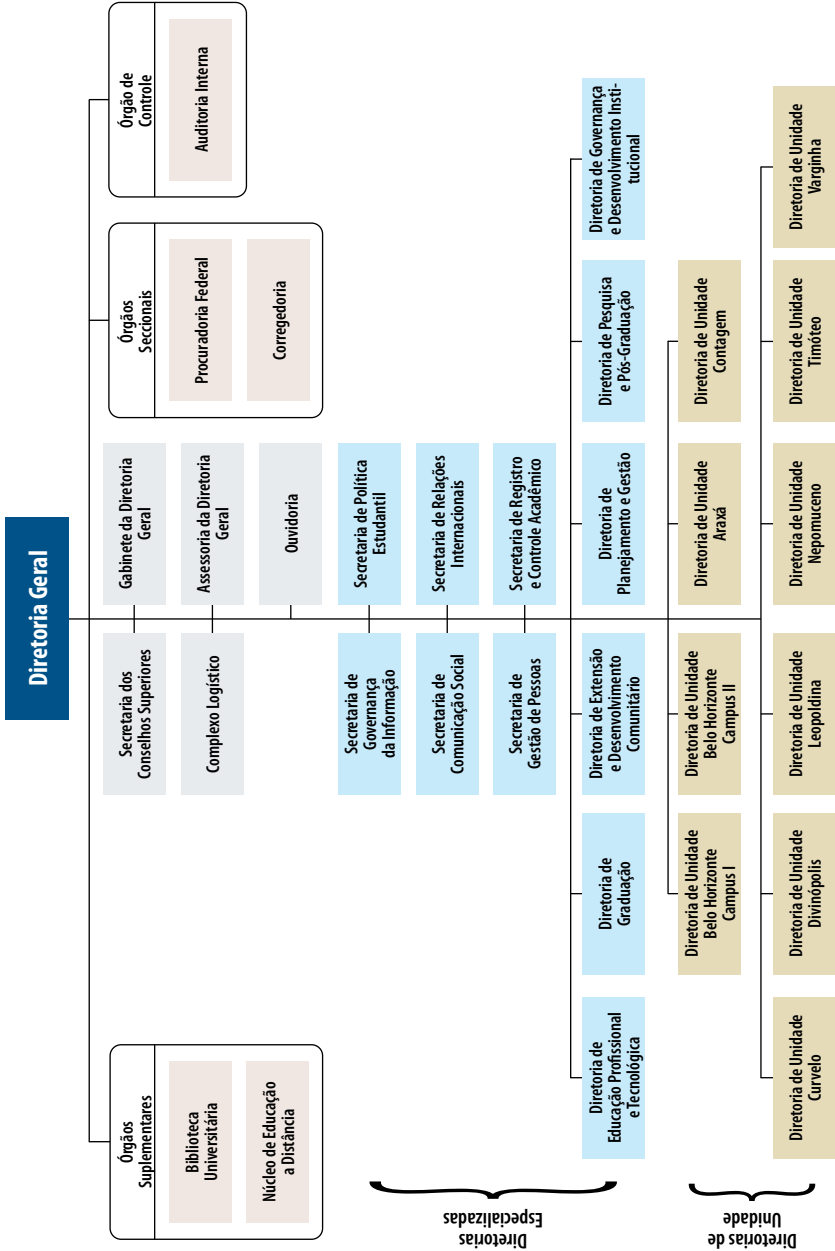 Diretoria Geral
Órgãos
Suplementares
Biblioteca
Universitária
Núcleo de Educação
a Distância
Secretaria dos
Conselhos Superiores
Gabinete da Diretoria
Geral
Complexo Logístico
Assessoria da Diretoria
Geral
Ouvidoria
Órgãos
Seccionais
Procuradoria Federal
Corregedoria
Órgão de
Controle
Auditoria Interna
Diretorias
Especializadas
Secretaria de
Governança
da Informação
Secretaria de Política
Estudantil
Secretaria de
Comunicação Social
Secretaria de Relações
Internacionais
Secretaria de
Gestão de Pessoas
Secretaria de Registro
e Controle Acadêmico
Diretoria de
Educação Profissional
e Tecnológica
Diretoria de
Graduação
Diretoria de Extensão
e Desenvolvimento
Comunitário
Diretoria de
Planejamento e Gestão
Diretoria de Pesquisa
e Pós-Graduação
Diretoria de Governança
e Desenvolvimento Insti-
tucional
Diretorias de
Unidade
Diretoria de Unidade
Belo Horizonte
Campus I
Diretoria de Unidade
Belo Horizonte
Campus II
Diretoria de Unidade
Araxá
Diretoria de Unidade
Contagem
Diretoria de Unidade
Curvelo
Diretoria de Unidade
Divinópolis
Diretoria de Unidade
Leopoldina
Diretoria de Unidade
Nepomuceno
Diretoria de Unidade
Timóteo
Diretoria de Unidade
Varginha